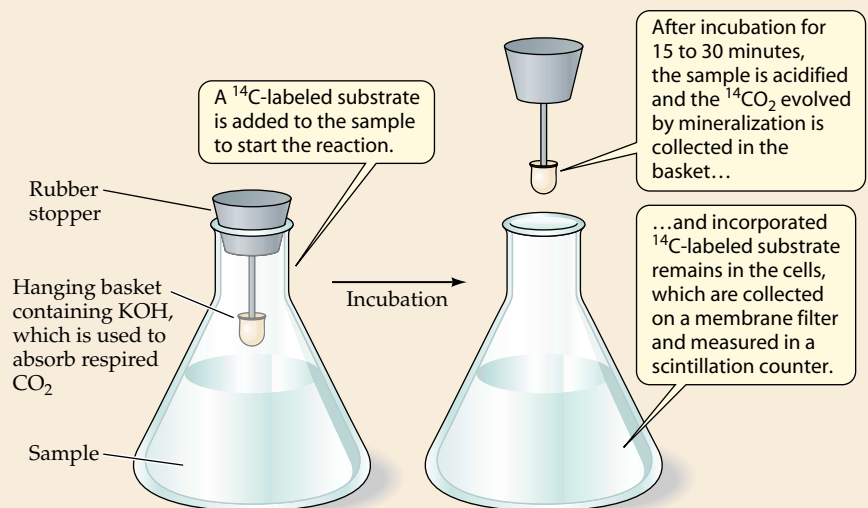 A ¹⁴C-labeled substrate
is added to the sample
to start the reaction.
Rubber
stopper
Hanging basket
containing KOH,
which is used to
absorb respired
CO₂
Sample
Incubation
After incubation for
15 to 30 minutes,
the sample is acidified
and the ¹⁴CO₂ evolved
by mineralization is
collected in the
basket…
…and incorporated
¹⁴C-labeled substrate
remains in the cells,
which are collected
on a membrane filter
and measured in a
scintillation counter.